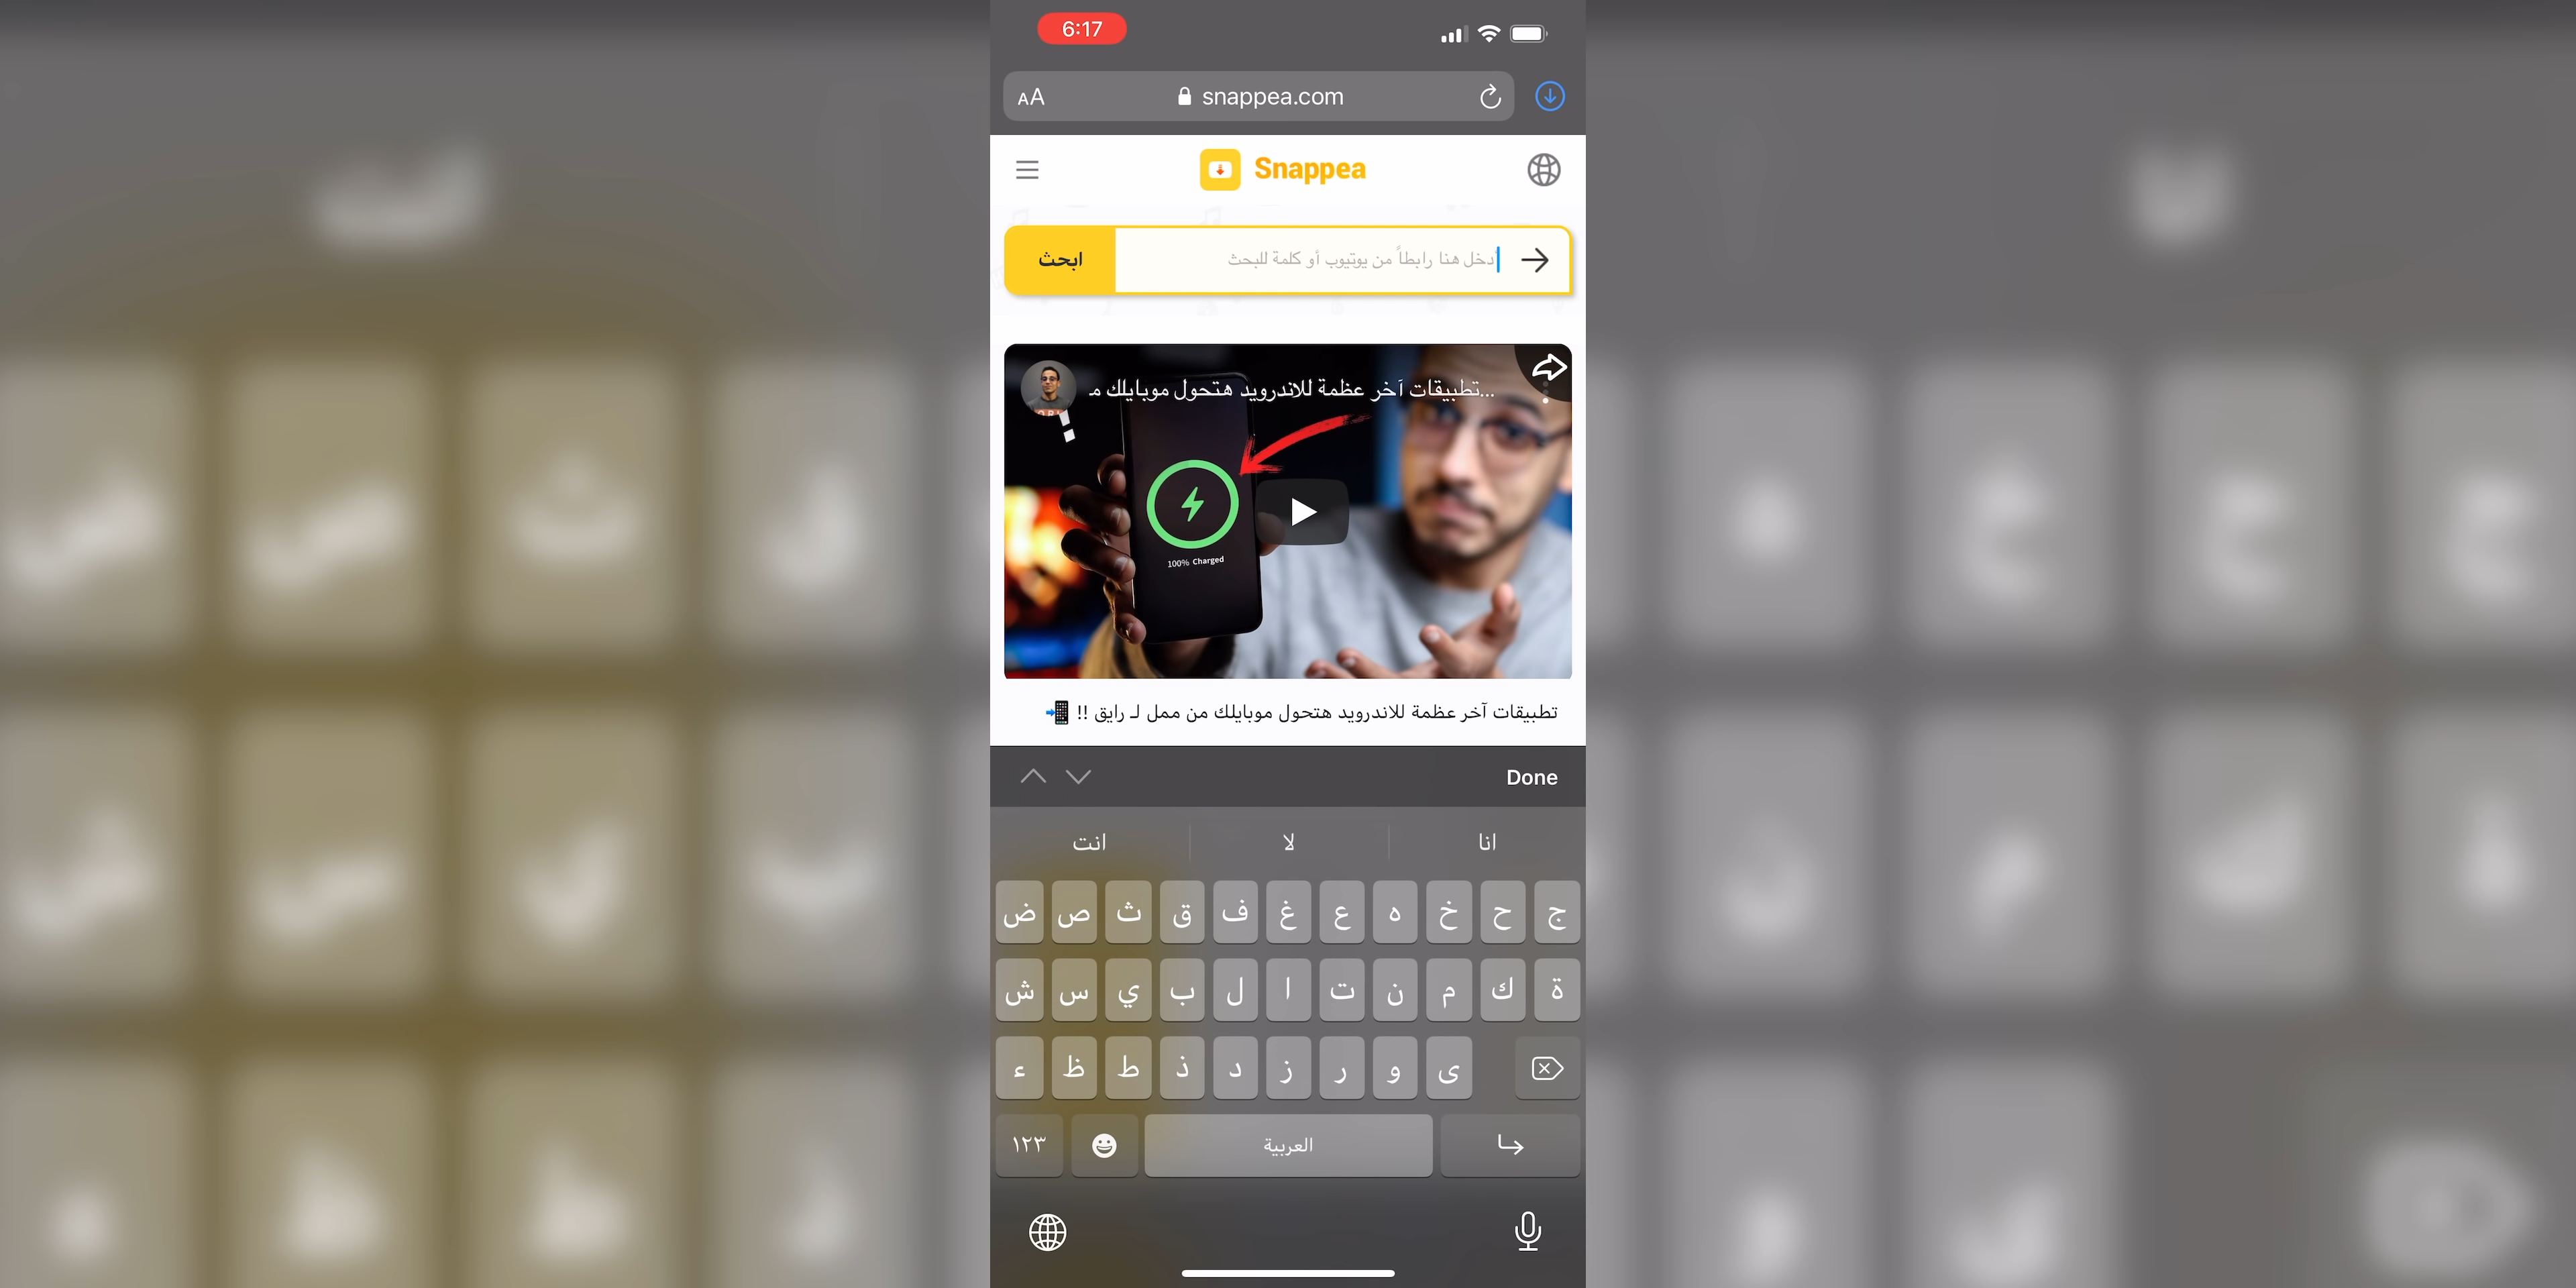 6:17
AA snappea.com
Snappea
أدخل هنا رابطاً من يوتيوب أو كلمة للبحث
ابحث
تطبيقات آخر عظمة للاندرويد هتحول موبايلك م...
100% Charged
تطبيقات آخر عظمة للاندرويد هتحول موبايلك من ممل لـ رايق !! 📲
Done
انا لا انت
ض ص ث ق ف غ ع ه خ ح ج
ش س ي ب ل ا ت ن م ك ة
ء ظ ط ذ د ز ر و ى
١٢٣ العربية